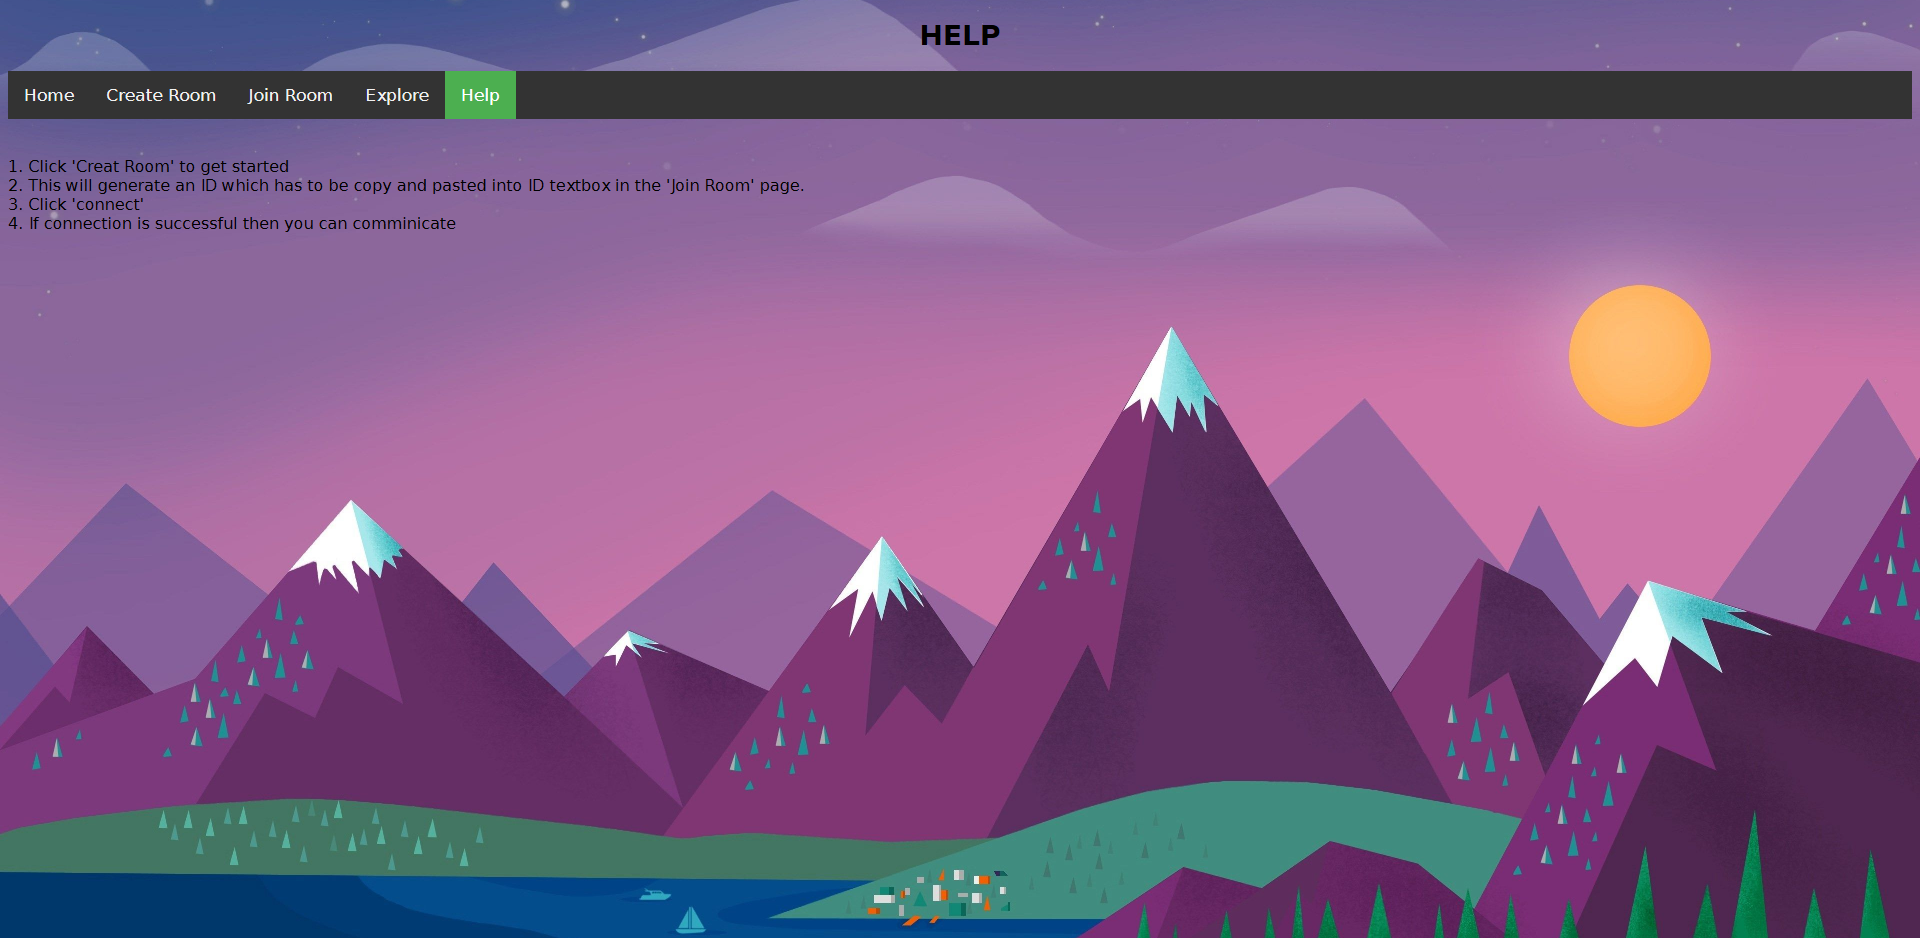 HELP
Home Create Room Join Room Explore Help
1. Click 'Creat Room' to get started
2. This will generate an ID which has to be copy and pasted into ID textbox in the 'Join Room' page.
3. Click 'connect'
4. If connection is successful then you can comminicate